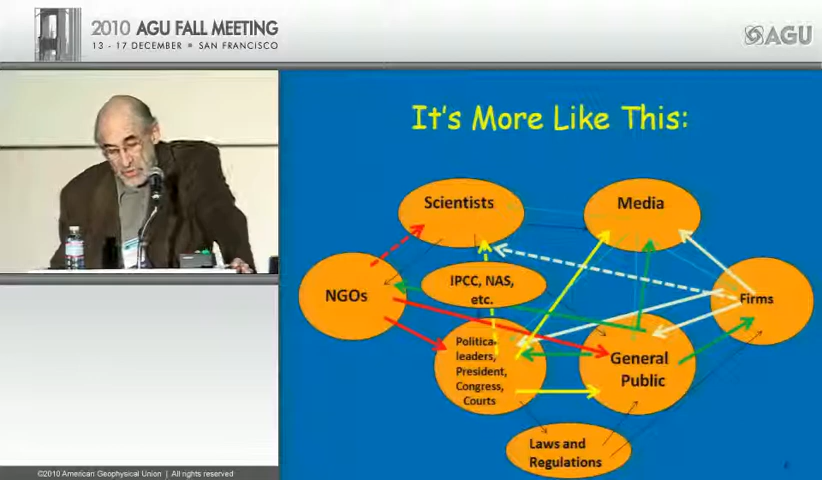 2010 AGU FALL MEETING
13 - 17 DECEMBER • SAN FRANCISCO
AGU
It's More Like This:
Scientists
Media
IPCC, NAS,
etc.
NGOs
Firms
Politica
leaders,
President,
Congress,
Courts
General
Public
Laws and
Regulations
©2010 American Geophysical Union | All rights reserved